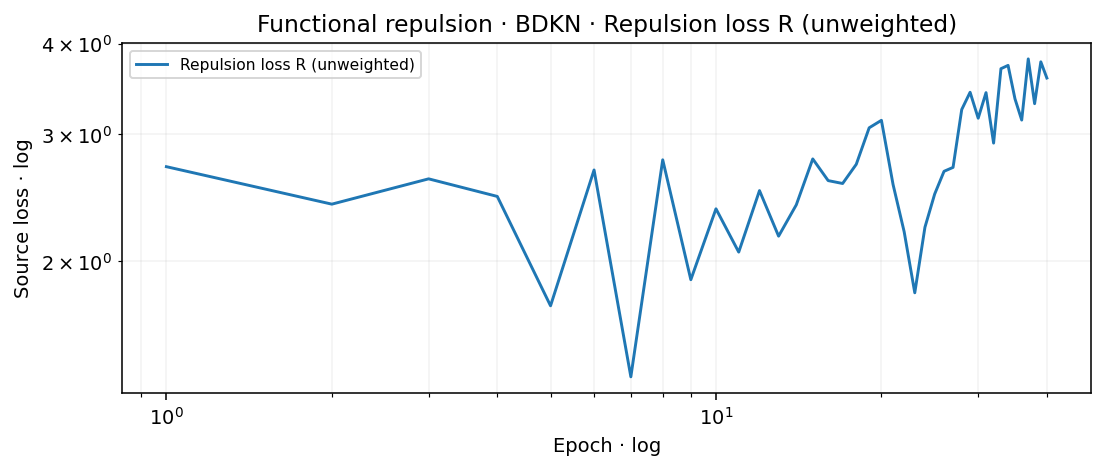 Functional repulsion · BDKN · Repulsion loss R (unweighted)
Repulsion loss R (unweighted)
4 × 10⁰
3 × 10⁰
2 × 10⁰
Source loss · log
10⁰
10¹
Epoch · log